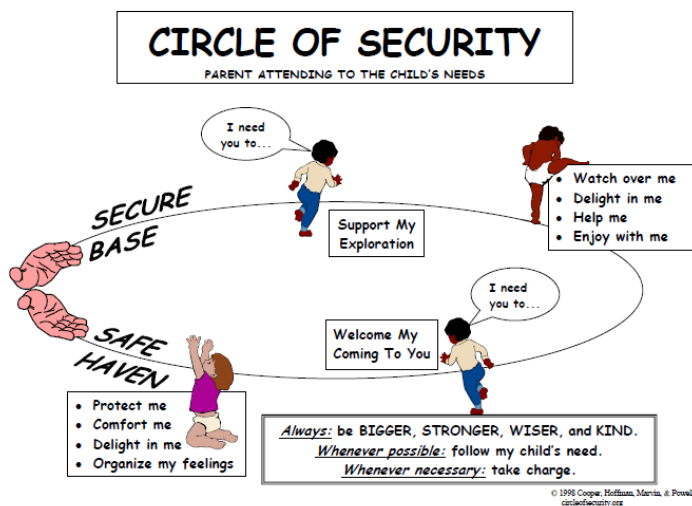 CIRCLE OF SECURITY
PARENT ATTENDING TO THE CHILD'S NEEDS
I need
you to...
SECURE
BASE
Support My
Exploration
• Watch over me
• Delight in me
• Help me
• Enjoy with me
I need
you to...
Welcome My
Coming To You
SAFE
HAVEN
• Protect me
• Comfort me
• Delight in me
• Organize my feelings
Always: be BIGGER, STRONGER, WISER, and KIND.
Whenever possible: follow my child's need.
Whenever necessary: take charge.
© 1998 Cooper, Hoffman, Marvin, & Powell
circleofsecurity.org